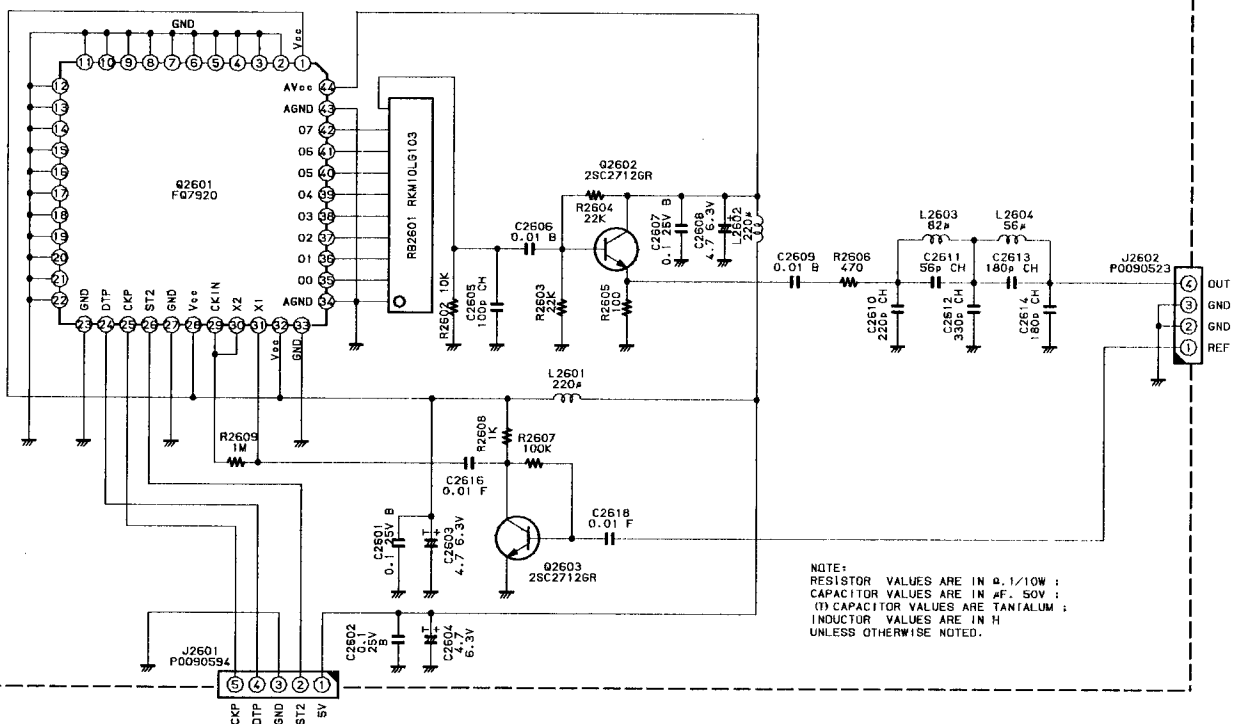 GND
Vcc
11 10 9 8 7 6 5 4 3 2 1
12
13
14
15
16
17
18
19
20
21
22
Q2601
FQ7920
AVcc 44
AGND 43
07 42
06 41
05 40
04 39
03 38
02 37
01 36
00 35
AGND 34
23 24 25 26 27 28 29 30 31 32 33
GND
DTP
CKP
ST2
GND
Vcc
CKIN
X2
X1
Vcc
GND
RB2601 RKM10LG103
R2602 10K
C2605
100p CH
C2606
0.01 B
R2603
22K
R2604
22K
Q2602
2SC2712GR
R2605
100
C2607
0.1 25V B
C2608
4.7 6.3V
+
L2602
220μ
C2609
0.01 B
R2606
470
L2603
82μ
L2604
56μ
C2611
56p CH
C2613
180p CH
C2610
220p CH
C2612
330p CH
C2614
180p CH
J2602
P0090523
4 OUT
3 GND
2 GND
1 REF
L2601
220μ
R2609
1M
R2608
1K
R2607
100K
C2616
0.01 F
C2618
0.01 F
C2601
0.1 25V B
T +
C2603
4.7 6.3V
Q2603
2SC2712GR
C2602
0.1
25V
B
T +
C2604
4.7
6.3V
J2601
P0090594
5 4 3 2 1
CKP
DTP
GND
ST2
5V
NOTE:
RESISTOR VALUES ARE IN Ω. 1/10W ;
CAPACITOR VALUES ARE IN μF. 50V ;
(T) CAPACITOR VALUES ARE TANTALUM ;
INDUCTOR VALUES ARE IN H
UNLESS OTHERWISE NOTED.